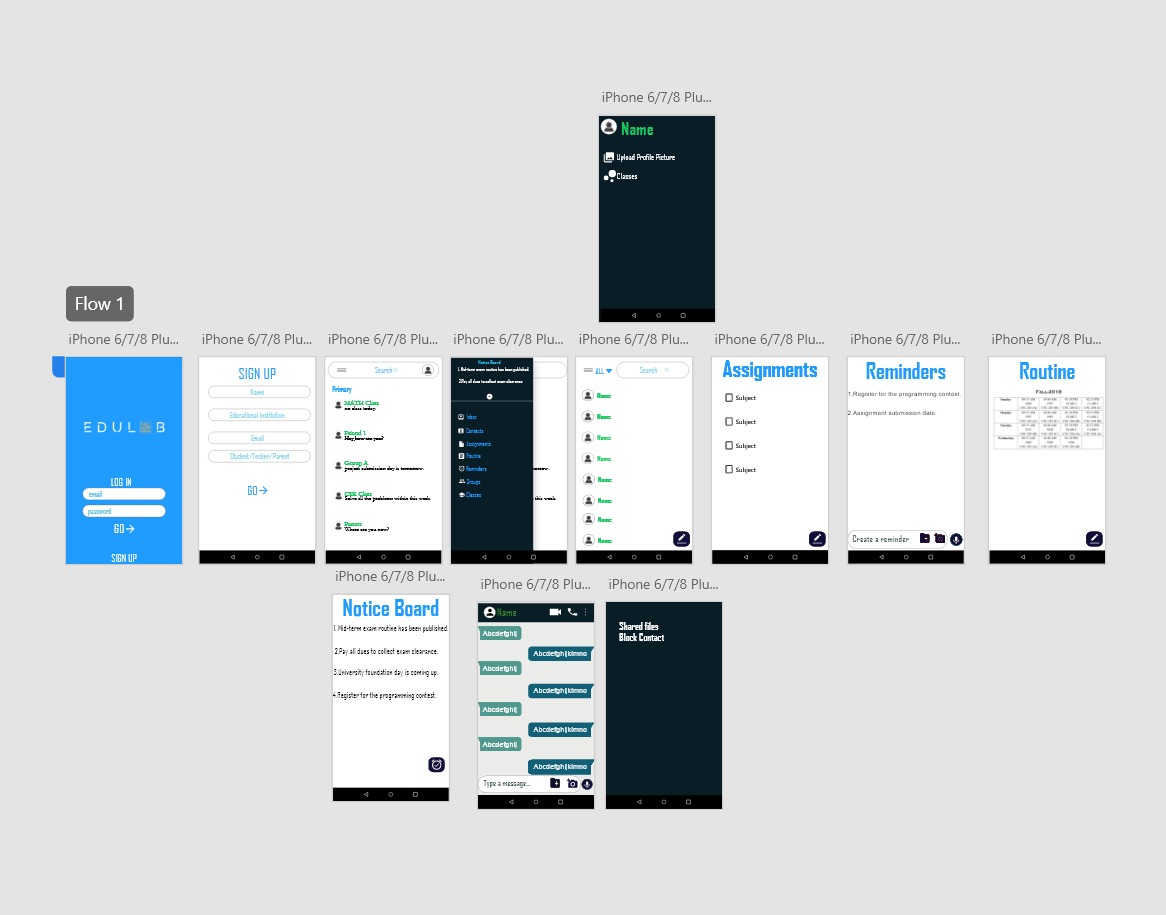 iPhone 6/7/8 Plu...
Name
Upload Profile Picture
Classes
Flow 1
iPhone 6/7/8 Plu...
EDULAB
LOG IN
email
password
GO
SIGN UP
iPhone 6/7/8 Plu...
SIGN UP
Name
Educational Institution
Email
Student/Techer/Parent
GO
iPhone 6/7/8 Plu...
Search
Primary
MATH Class
no class today.
Friend 1
Hey, how are you?
Group A
project submission day is tomorrow.
CSE Class
Solve all the problems within this week.
Parent
Where are you now?
iPhone 6/7/8 Plu...
Notice Board
1. Mid-term exam routine has been published.
2.Pay all dues to collect exam clearance.
Inbox
Contacts
Assignments
Routine
Reminders
Groups
Classes
iPhone 6/7/8 Plu...
ALL
Search
Name
Name
Name
Name
Name
Name
Name
Name
iPhone 6/7/8 Plu...
Assignments
Subject
Subject
Subject
Subject
iPhone 6/7/8 Plu...
Reminders
1.Register for the programming contest.
2.Assignment submission date.
Create a reminder
iPhone 6/7/8 Plu...
Routine
FALL-2018
iPhone 6/7/8 Plu...
Notice Board
1. Mid-term exam routine has been published.
2.Pay all dues to collect exam clearance.
3.University foundation day is coming up.
4.Register for the programming contest.
iPhone 6/7/8 Plu...
Name
Abcdefghij
Abcdefghijklmno
Abcdefghij
Abcdefghijklmno
Abcdefghij
Abcdefghijklmno
Abcdefghij
Abcdefghijklmno
Type a message...
iPhone 6/7/8 Plu...
Shared files
Block Contact